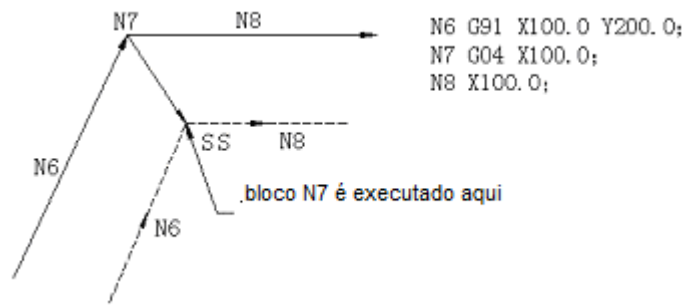 N7
N8
N6 G91 X100.0 Y200.0;
N7 G04 X100.0;
N8 X100.0;
SS
N8
N6
bloco N7 é executado aqui
N6